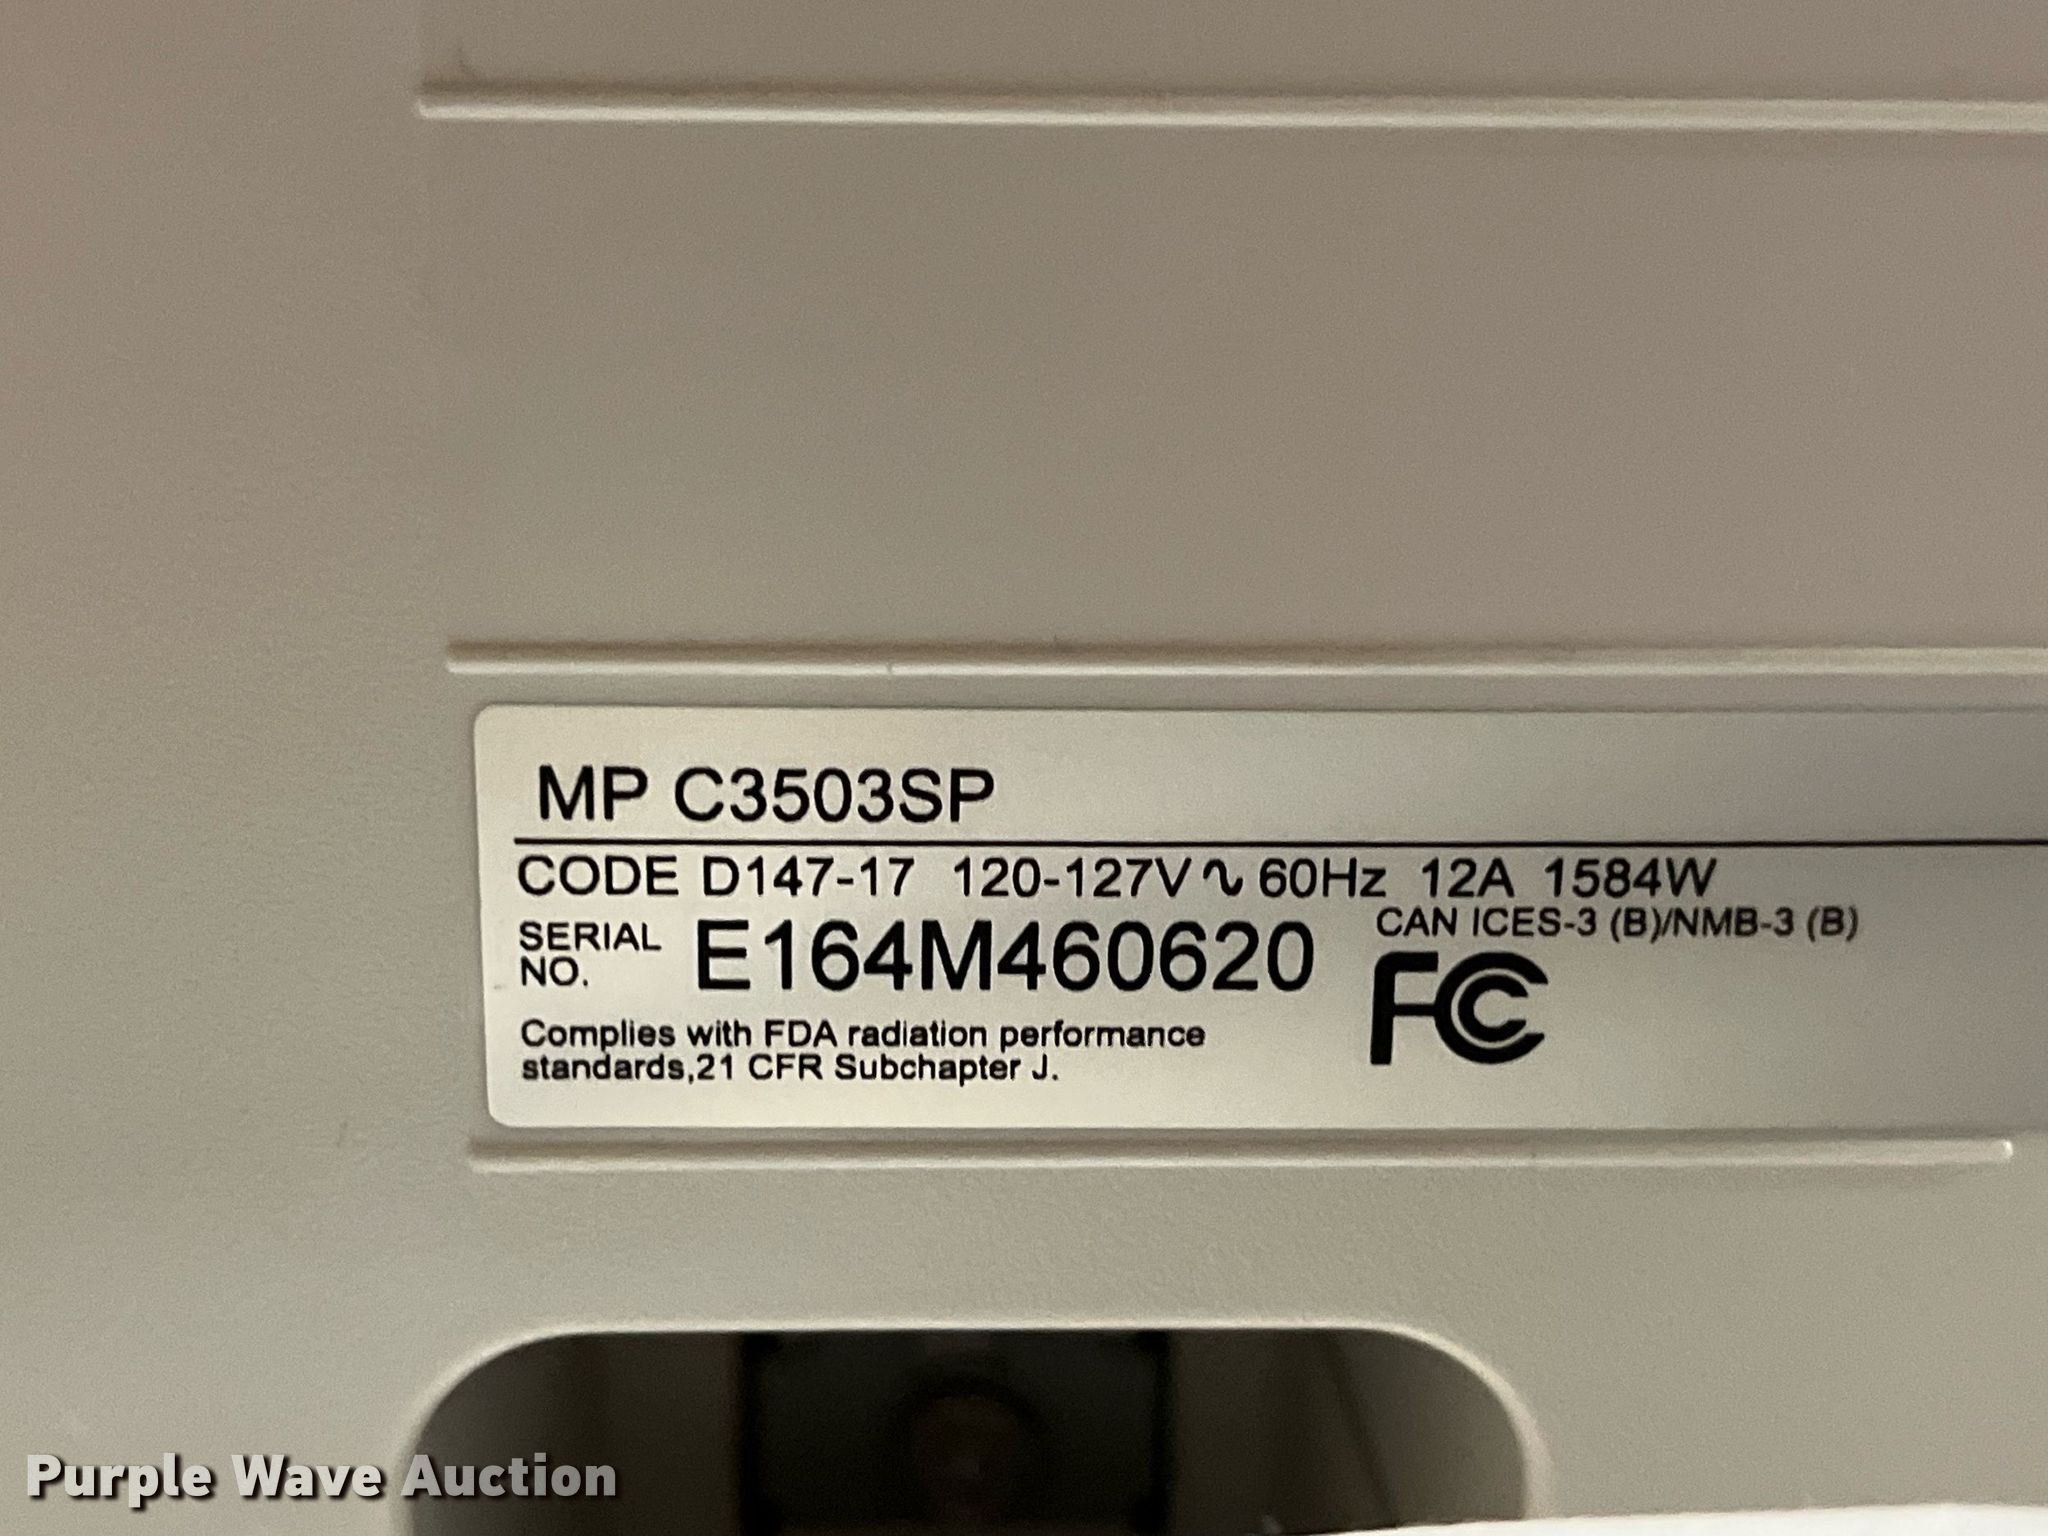 MP C3503SP
CODE D147-17 120-127V∿60Hz 12A 1584W
CAN ICES-3 (B)/NMB-3 (B)
SERIAL NO. E164M460620
FC
Complies with FDA radiation performance
standards,21 CFR Subchapter J.
Purple Wave Auction